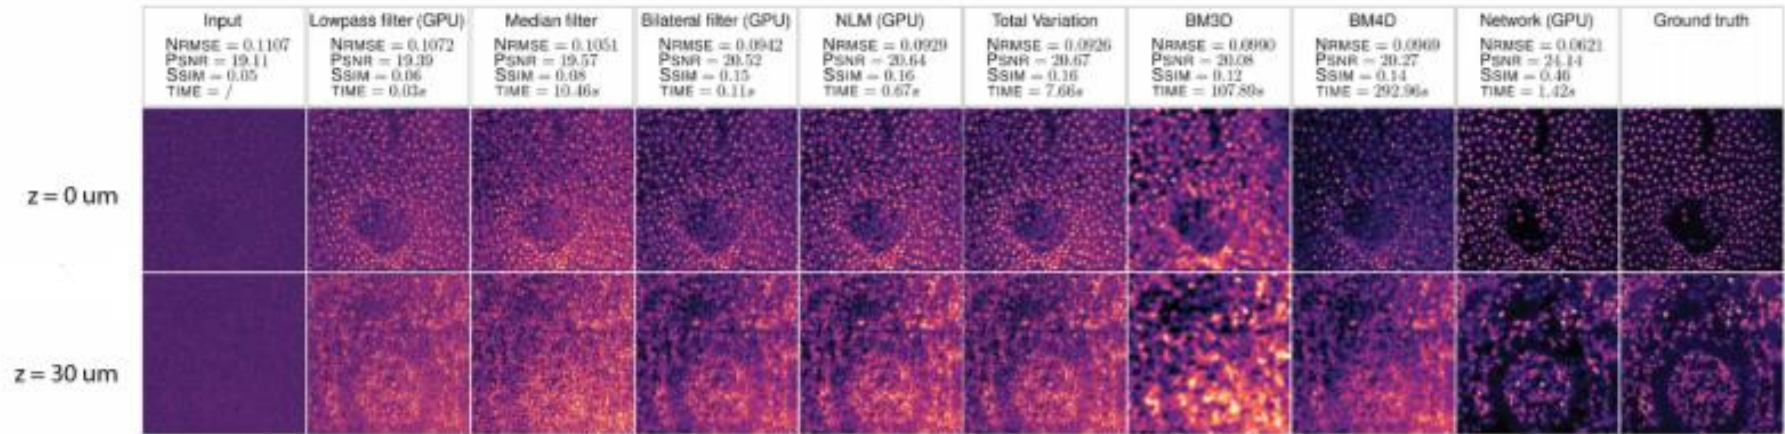 Input
NRMSE = 0.1107
PSNR = 19.11
SSIM = 0.05
TIME = /
Lowpass filter (GPU)
NRMSE = 0.1072
PSNR = 19.39
SSIM = 0.06
TIME = 0.03s
Median filter
NRMSE = 0.1051
PSNR = 19.57
SSIM = 0.08
TIME = 10.46s
Bilateral filter (GPU)
NRMSE = 0.0942
PSNR = 20.52
SSIM = 0.15
TIME = 0.11s
NLM (GPU)
NRMSE = 0.0929
PSNR = 20.64
SSIM = 0.16
TIME = 0.67s
Total Variation
NRMSE = 0.0926
PSNR = 20.67
SSIM = 0.16
TIME = 7.66s
BM3D
NRMSE = 0.0990
PSNR = 20.08
SSIM = 0.12
TIME = 107.89s
BM4D
NRMSE = 0.0969
PSNR = 20.27
SSIM = 0.14
TIME = 292.96s
Network (GPU)
NRMSE = 0.0621
PSNR = 24.14
SSIM = 0.46
TIME = 1.42s
Ground truth
z = 0 um
z = 30 um